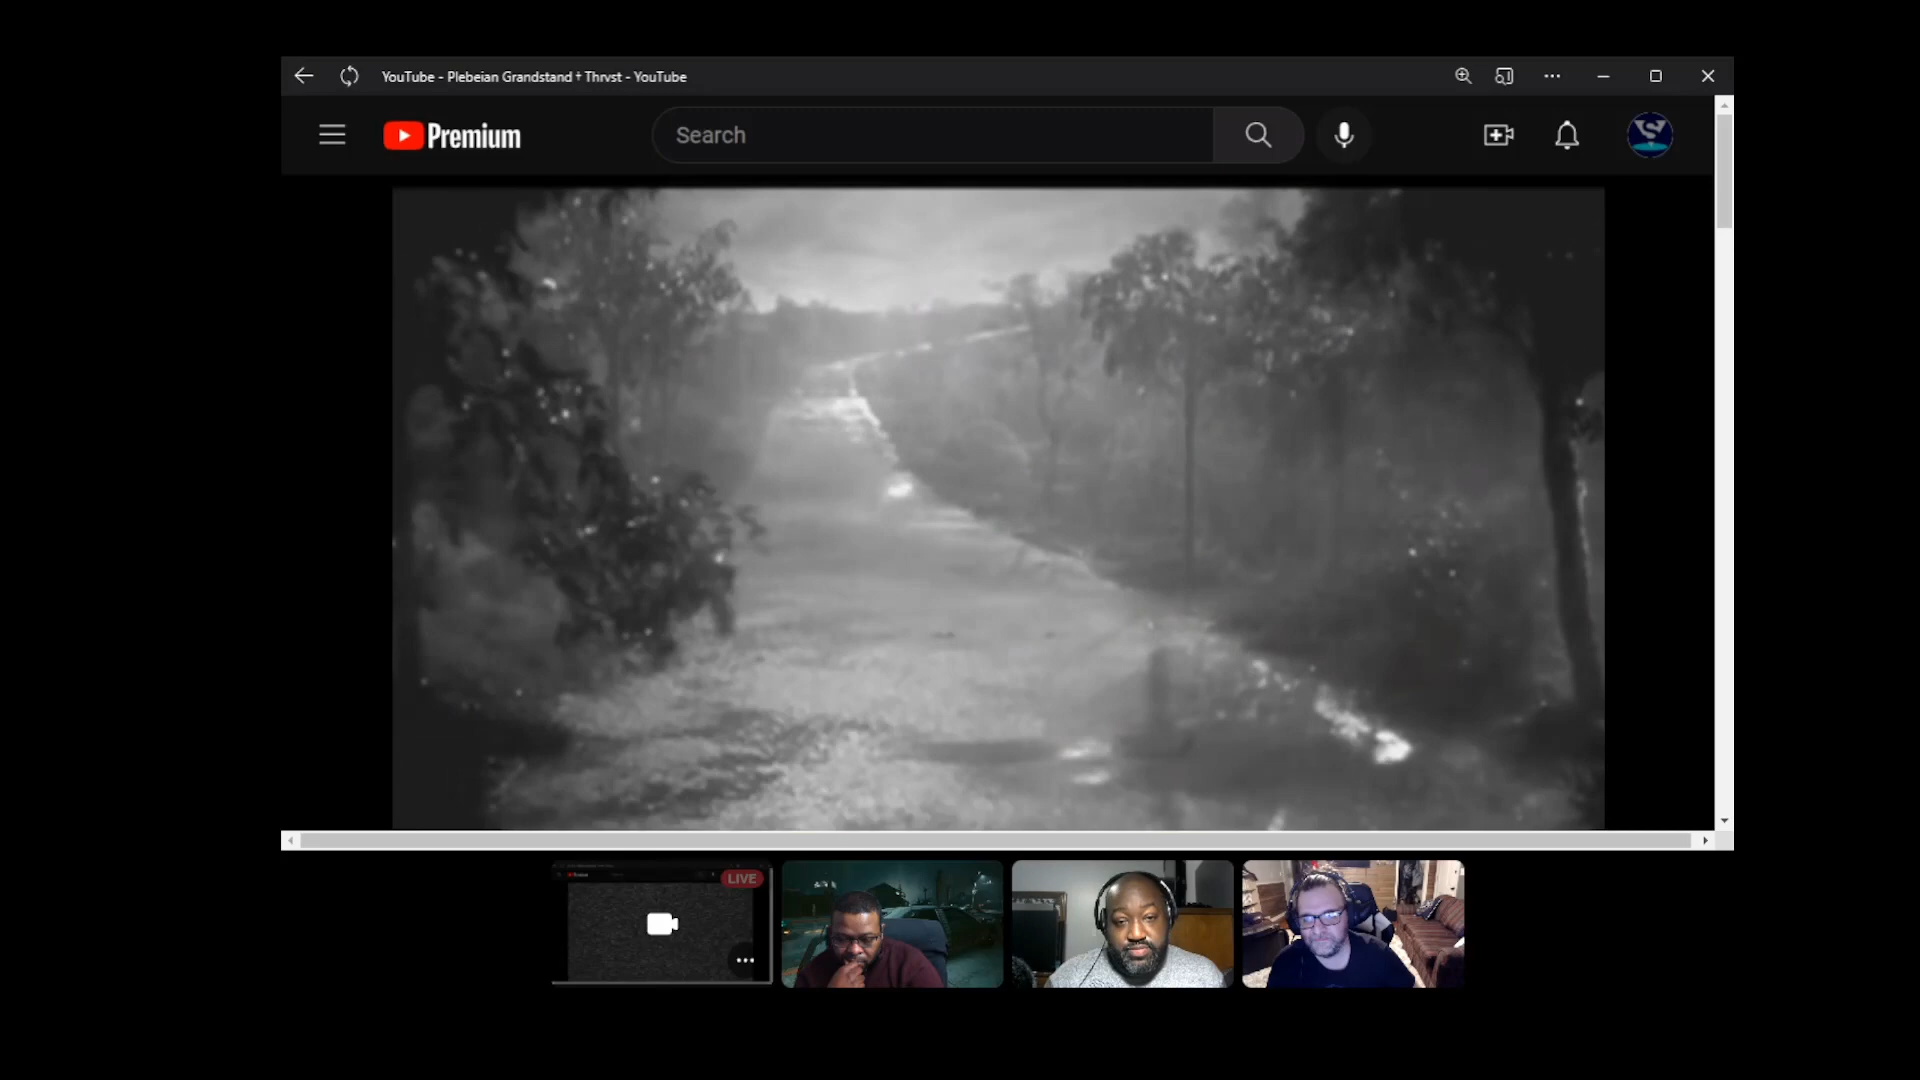 YouTube - Plebeian Grandstand † Thrvst - YouTube
Premium
Search
LIVE